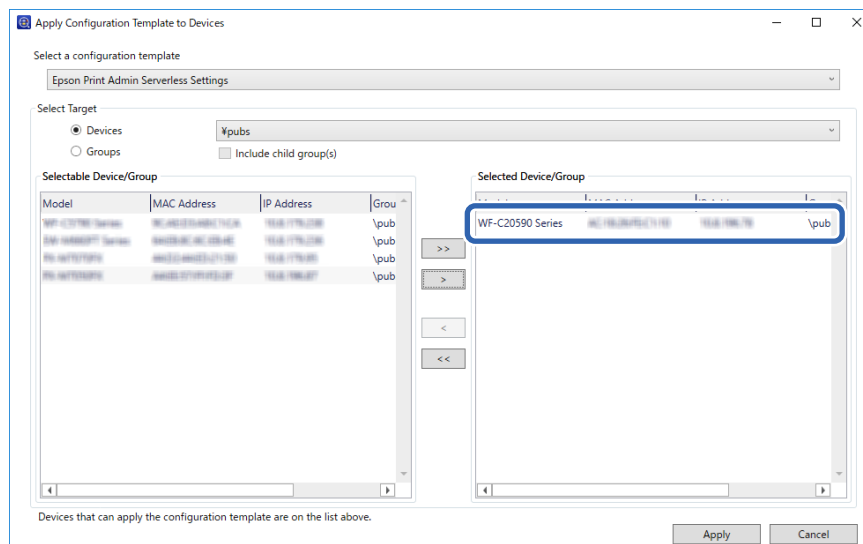 Apply Configuration Template to Devices
Select a configuration template
Epson Print Admin Serverless Settings
Select Target
Devices
¥pubs
Groups
Include child group(s)
Selectable Device/Group
Model MAC Address IP Address Grou
\pub
\pub
\pub
\pub
>>
>
<
<<
Selected Device/Group
WF-C20590 Series \pub
Devices that can apply the configuration template are on the list above.
Apply Cancel